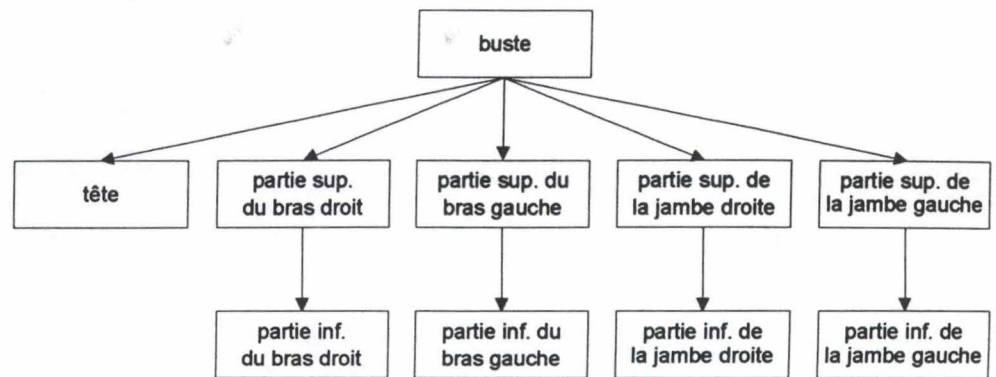 buste
tête
partie sup.
du bras droit
partie sup. du
bras gauche
partie sup. de
la jambe droite
partie sup. de
la jambe gauche
partie inf.
du bras droit
partie inf. du
bras gauche
partie inf. de
la jambe droite
partie inf. de
la jambe gauche